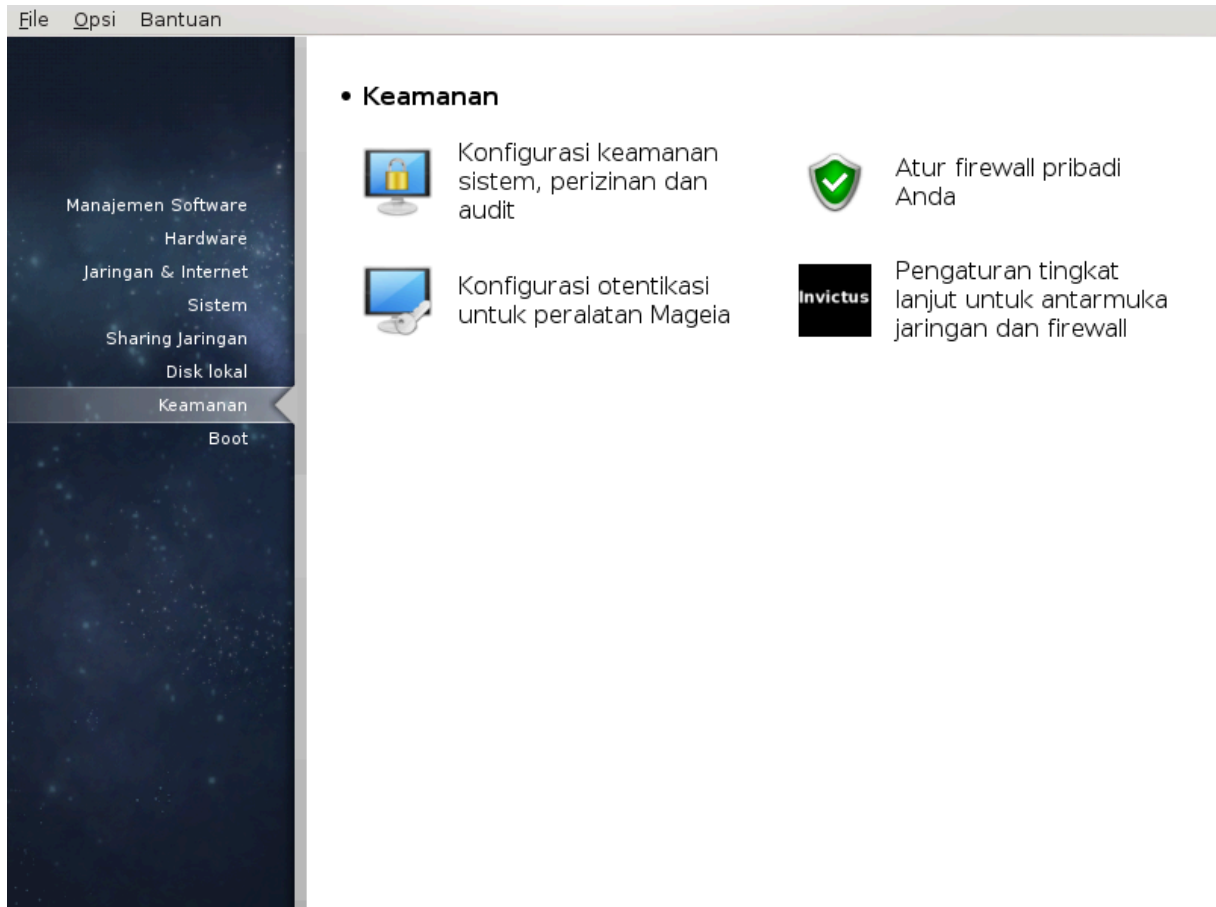 File Opsi Bantuan
Manajemen Software
Hardware
Jaringan & Internet
Sistem
Sharing Jaringan
Disk lokal
Keamanan
Boot
• Keamanan
Konfigurasi keamanan
sistem, perizinan dan
audit
Atur firewall pribadi
Anda
Konfigurasi otentikasi
untuk peralatan Mageia
Invictus
Pengaturan tingkat
lanjut untuk antarmuka
jaringan dan firewall